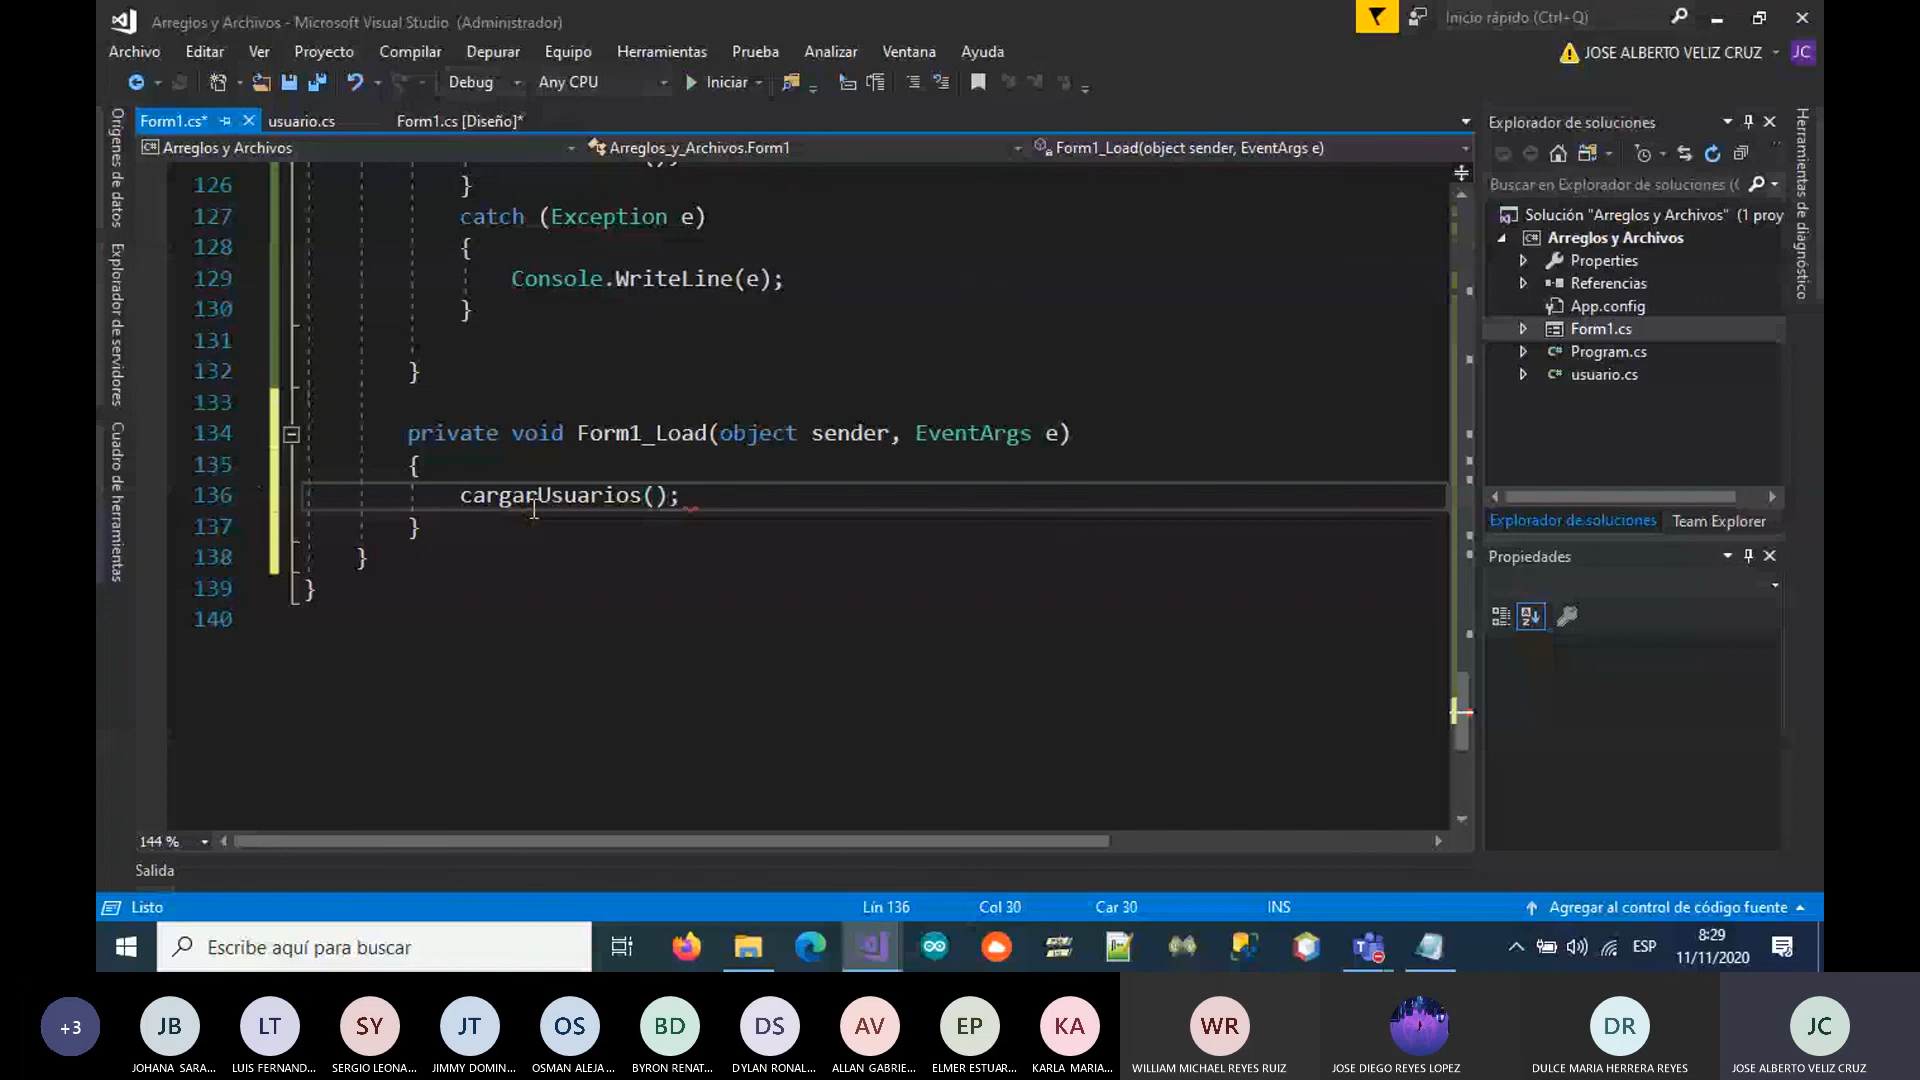 Arreglos y Archivos - Microsoft Visual Studio (Administrador)
Inicio rápido (Ctrl+Q)
Archivo Editar Ver Proyecto Compilar Depurar Equipo Herramientas Prueba Analizar Ventana Ayuda
JOSE ALBERTO VELIZ CRUZ JC
Debug Any CPU Iniciar
Form1.cs* usuario.cs Form1.cs [Diseño]*
Arreglos y Archivos Arreglos_y_Archivos.Form1 Form1_Load(object sender, EventArgs e)
Orígenes de datos
Explorador de servidores
Cuadro de herramientas
126 }
127 catch (Exception e)
128 {
129 Console.WriteLine(e);
130 }
131
132 }
133
134 private void Form1_Load(object sender, EventArgs e)
135 {
136 cargarUsuarios();
137 }
138 }
139 }
140
144 %
Salida
Explorador de soluciones
Buscar en Explorador de soluciones (
Solución "Arreglos y Archivos" (1 proy
Arreglos y Archivos
Properties
Referencias
App.config
Form1.cs
Program.cs
usuario.cs
Explorador de soluciones Team Explorer
Propiedades
Herramientas de diagnóstico
Listo Lín 136 Col 30 Car 30 INS Agregar al control de código fuente
Escribe aquí para buscar
ESP
8:29
11/11/2020
+3 JB LT SY JT OS BD DS AV EP KA WR J DR JC
JOHANA SARA... LUIS FERNAND... SERGIO LEONA... JIMMY DOMIN... OSMAN ALEJA... BYRON RENAT... DYLAN RONAL... ALLAN GABRIE... ELMER ESTUAR... KARLA MARIA... WILLIAM MICHAEL REYES RUIZ JOSE DIEGO REYES LOPEZ DULCE MARIA HERRERA REYES JOSE ALBERTO VELIZ CRUZ